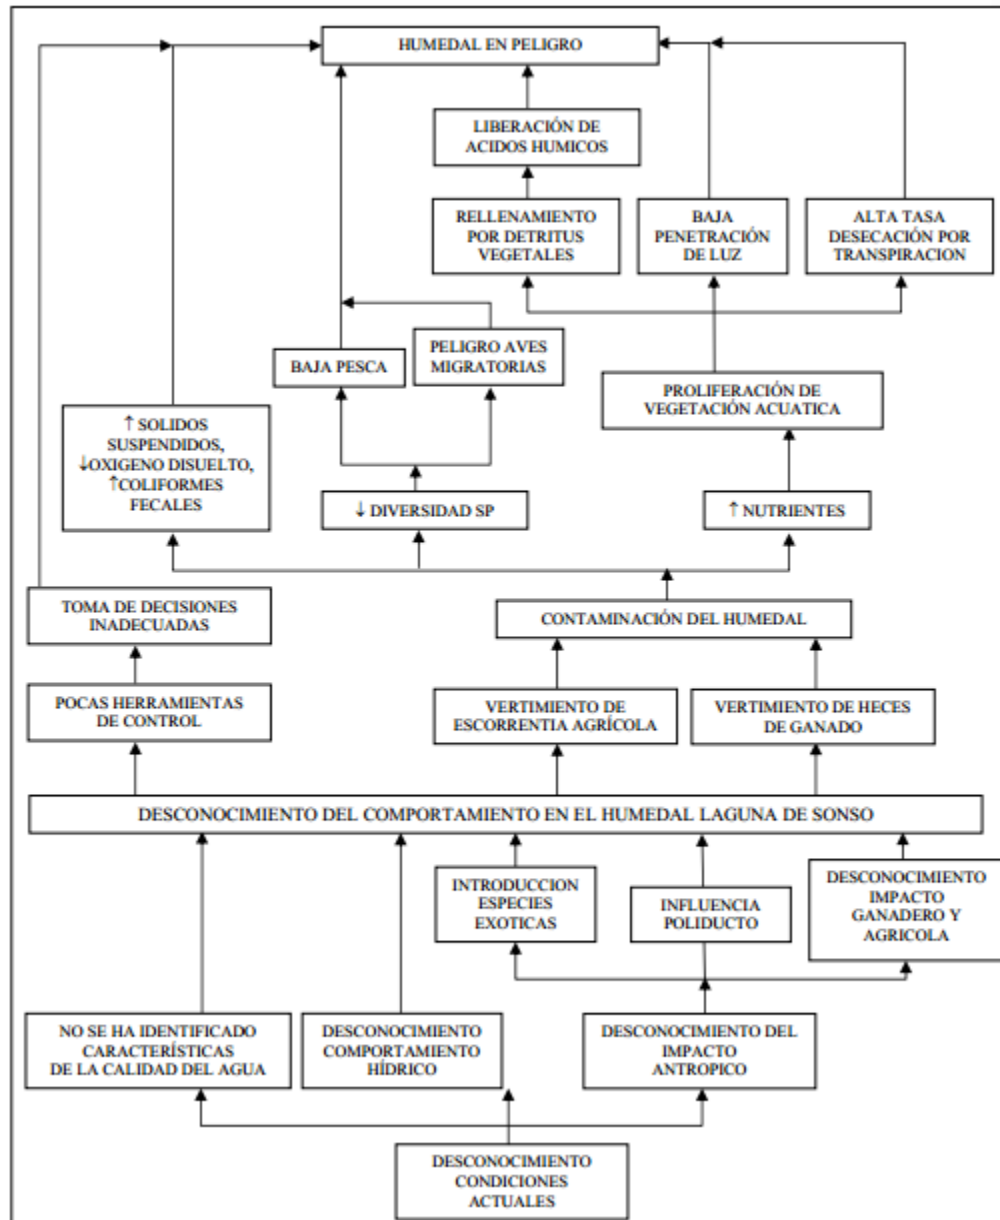 HUMEDAL EN PELIGRO
LIBERACIÓN DE
ACIDOS HUMICOS
RELLENAMIENTO
POR DETRITUS
VEGETALES
BAJA
PENETRACIÓN
DE LUZ
ALTA TASA
DESECACIÓN POR
TRANSPIRACION
BAJA PESCA
PELIGRO AVES
MIGRATORIAS
PROLIFERACIÓN DE
VEGETACIÓN ACUATICA
↑ SOLIDOS
SUSPENDIDOS,
↓OXIGENO DISUELTO,
↑COLIFORMES
FECALES
↓ DIVERSIDAD SP
↑ NUTRIENTES
TOMA DE DECISIONES
INADECUADAS
CONTAMINACIÓN DEL HUMEDAL
POCAS HERRAMIENTAS
DE CONTROL
VERTIMIENTO DE
ESCORRENTIA AGRÍCOLA
VERTIMIENTO DE HECES
DE GANADO
DESCONOCIMIENTO DEL COMPORTAMIENTO EN EL HUMEDAL LAGUNA DE SONSO
INTRODUCCION
ESPECIES
EXOTICAS
INFLUENCIA
POLIDUCTO
DESCONOCIMIENTO
IMPACTO
GANADERO Y
AGRICOLA
NO SE HA IDENTIFICADO
CARACTERÍSTICAS
DE LA CALIDAD DEL AGUA
DESCONOCIMIENTO
COMPORTAMIENTO
HÍDRICO
DESCONOCIMIENTO DEL
IMPACTO
ANTROPICO
DESCONOCIMIENTO
CONDICIONES
ACTUALES